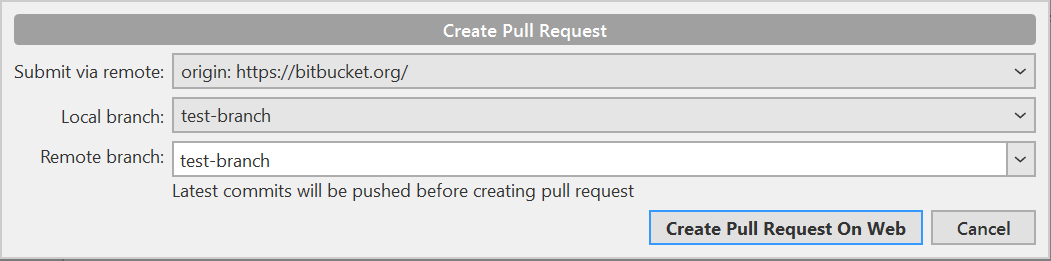 Create Pull Request
Submit via remote: origin: https://bitbucket.org/
Local branch: test-branch
Remote branch: test-branch
Latest commits will be pushed before creating pull request
Create Pull Request On Web Cancel